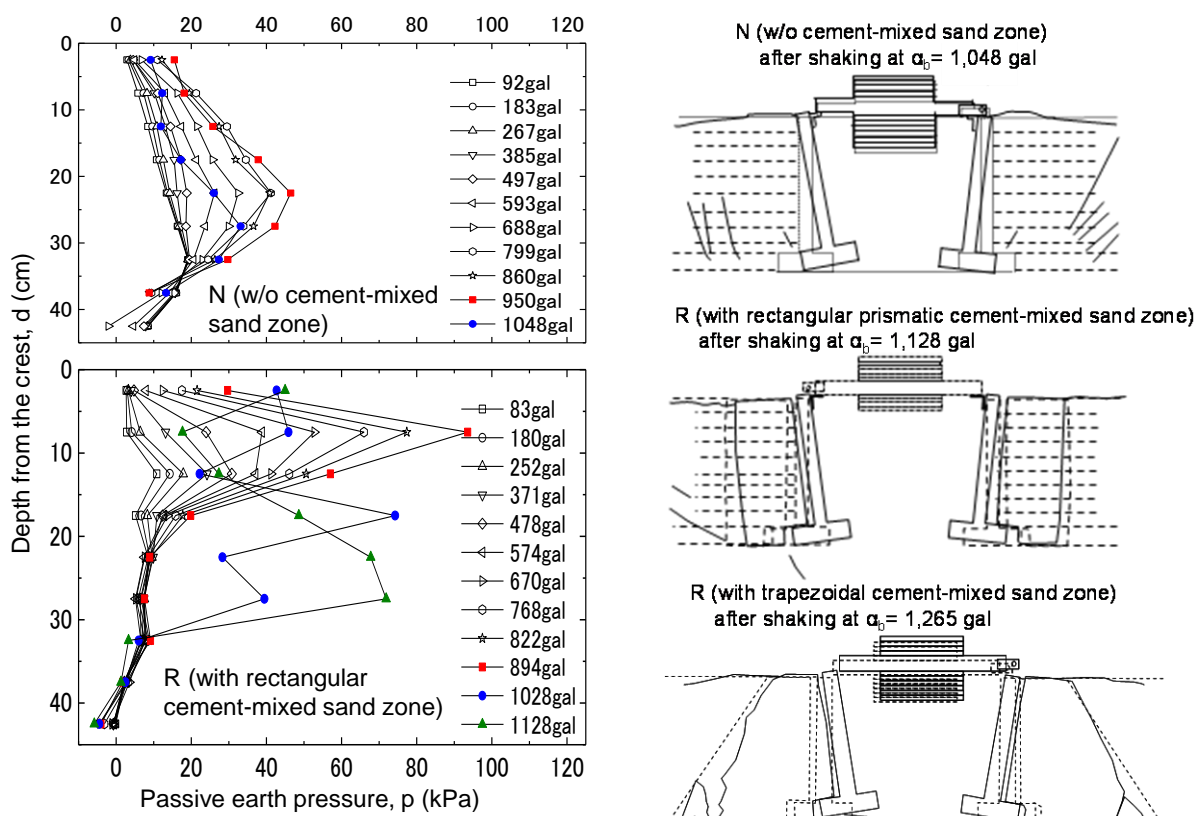 0 20 40 60 80 100 120
0
10
20
30
40
92gal
183gal
267gal
385gal
497gal
593gal
688gal
799gal
860gal
950gal
1048gal
N (w/o cement-mixed
sand zone)
Depth from the crest, d (cm)
0
10
20
30
40
83gal
180gal
252gal
371gal
478gal
574gal
670gal
768gal
822gal
894gal
1028gal
1128gal
R (with rectangular
cement-mixed sand zone)
0 20 40 60 80 100 120
Passive earth pressure, p (kPa)
N (w/o cement-mixed sand zone)
after shaking at αb= 1,048 gal
R (with rectangular prismatic cement-mixed sand zone)
after shaking at αb= 1,128 gal
R (with trapezoidal cement-mixed sand zone)
after shaking at αb= 1,265 gal